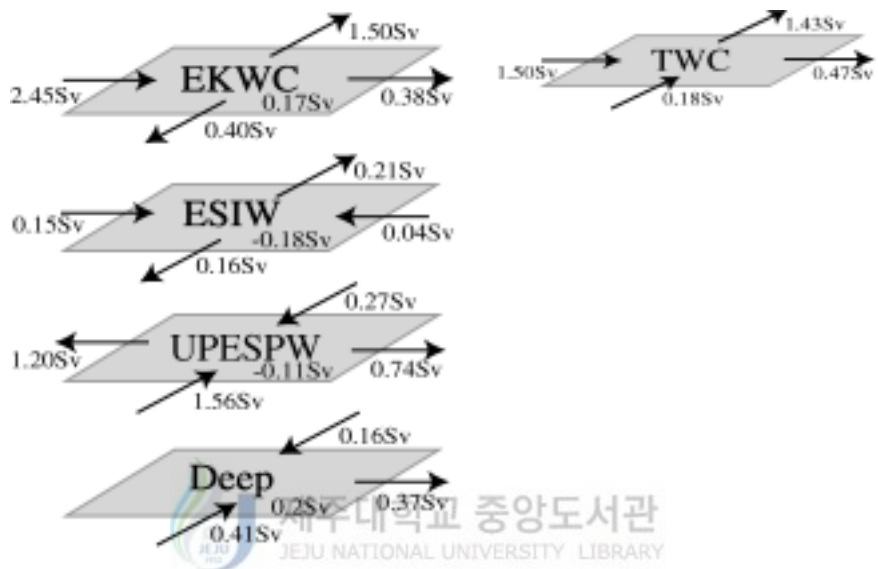 1.50Sv
EKWC
2.45Sv
0.17Sv
0.38Sv
0.40Sv
1.43Sv
TWC
1.50Sv
0.47Sv
0.18Sv
0.21Sv
ESIW
0.15Sv
-0.18Sv
0.04Sv
0.16Sv
0.27Sv
UPESPW
1.20Sv
-0.11Sv
0.74Sv
1.56Sv
0.16Sv
Deep
0.2Sv
0.37Sv
0.41Sv
제주대학교 중앙도서관
JEJU NATIONAL UNIVERSITY LIBRARY
JEJU